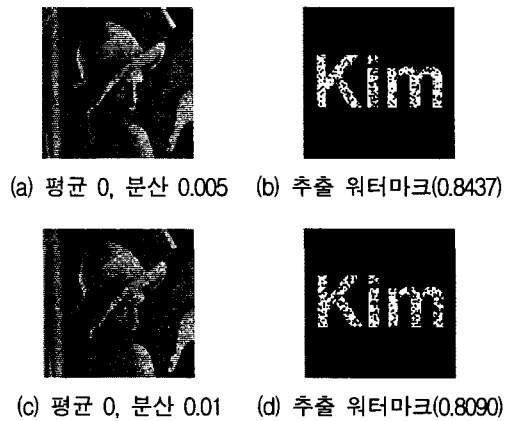 Kim
(a) 평균 0, 분산 0.005 (b) 추출 워터마크(0.8437)
Kim
(c) 평균 0, 분산 0.01 (d) 추출 워터마크(0.8090)